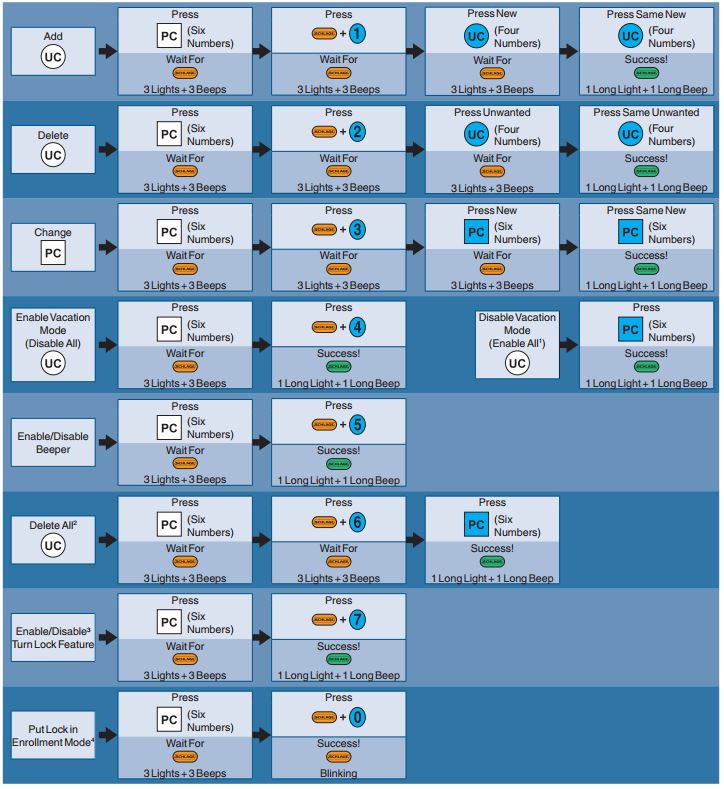 Add
UC
Press
PC (Six Numbers)
Wait For
SCHLAGE
3 Lights + 3 Beeps
Press
SCHLAGE + 1
Wait For
SCHLAGE
3 Lights + 3 Beeps
Press New
UC (Four Numbers)
Wait For
SCHLAGE
3 Lights + 3 Beeps
Press Same New
UC (Four Numbers)
Success!
SCHLAGE
1 Long Light + 1 Long Beep
Delete
UC
Press
PC (Six Numbers)
Wait For
SCHLAGE
3 Lights + 3 Beeps
Press
SCHLAGE + 2
Wait For
SCHLAGE
3 Lights + 3 Beeps
Press Unwanted
UC (Four Numbers)
Wait For
SCHLAGE
3 Lights + 3 Beeps
Press Same Unwanted
UC (Four Numbers)
Success!
SCHLAGE
1 Long Light + 1 Long Beep
Change
PC
Press
PC (Six Numbers)
Wait For
SCHLAGE
3 Lights + 3 Beeps
Press
SCHLAGE + 3
Wait For
SCHLAGE
3 Lights + 3 Beeps
Press New
PC (Six Numbers)
Wait For
SCHLAGE
3 Lights + 3 Beeps
Press Same New
PC (Six Numbers)
Success!
SCHLAGE
1 Long Light + 1 Long Beep
Enable Vacation
Mode
(Disable All)
UC
Press
PC (Six Numbers)
Wait For
SCHLAGE
3 Lights + 3 Beeps
Press
SCHLAGE + 4
Success!
SCHLAGE
1 Long Light + 1 Long Beep
Disable Vacation
Mode
(Enable All¹)
UC
Press
PC (Six Numbers)
Success!
SCHLAGE
1 Long Light + 1 Long Beep
Enable/Disable
Beeper
Press
PC (Six Numbers)
Wait For
SCHLAGE
3 Lights + 3 Beeps
Press
SCHLAGE + 5
Success!
SCHLAGE
1 Long Light + 1 Long Beep
Delete All²
UC
Press
PC (Six Numbers)
Wait For
SCHLAGE
3 Lights + 3 Beeps
Press
SCHLAGE + 6
Wait For
SCHLAGE
3 Lights + 3 Beeps
Press
PC (Six Numbers)
Success!
SCHLAGE
1 Long Light + 1 Long Beep
Enable/Disable³
Turn Lock Feature
Press
PC (Six Numbers)
Wait For
SCHLAGE
3 Lights + 3 Beeps
Press
SCHLAGE + 7
Success!
SCHLAGE
1 Long Light + 1 Long Beep
Put Lock in
Enrollment Mode⁴
Press
PC (Six Numbers)
Wait For
SCHLAGE
3 Lights + 3 Beeps
Press
SCHLAGE + 0
Success!
SCHLAGE
Blinking